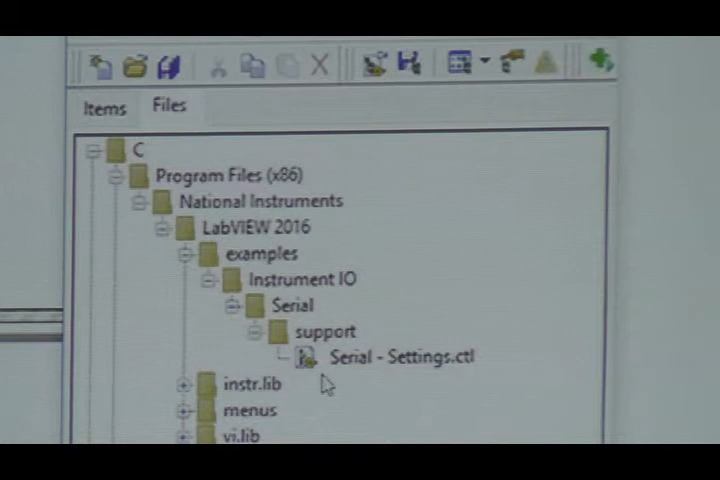 Items Files
C
Program Files (x86)
National Instruments
LabVIEW 2016
examples
Instrument IO
Serial
support
Serial - Settings.ctl
instr.lib
menus
vi.lib